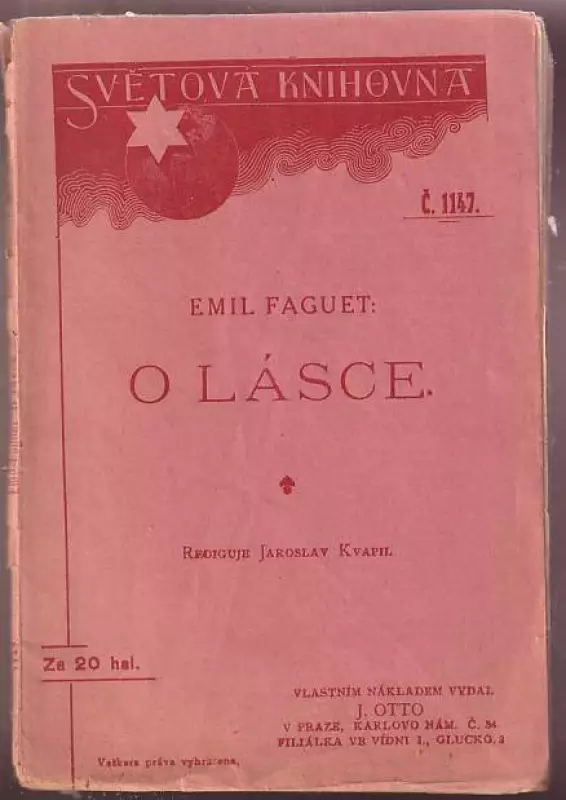 SVĚTOVÁ KNIHOVNA
Č. 1147.
EMIL FAGUET:
O LÁSCE.
REDIGUJE JAROSLAV KVAPIL
Za 20 hal.
VLASTNÍM NÁKLADEM VYDAL
J. OTTO
V PRAZE, KARLOVO NÁM. Č. 34
FILIÁLKA VE VÍDNI I., GLUCKG. 3
Veškera práva vyhrazena.